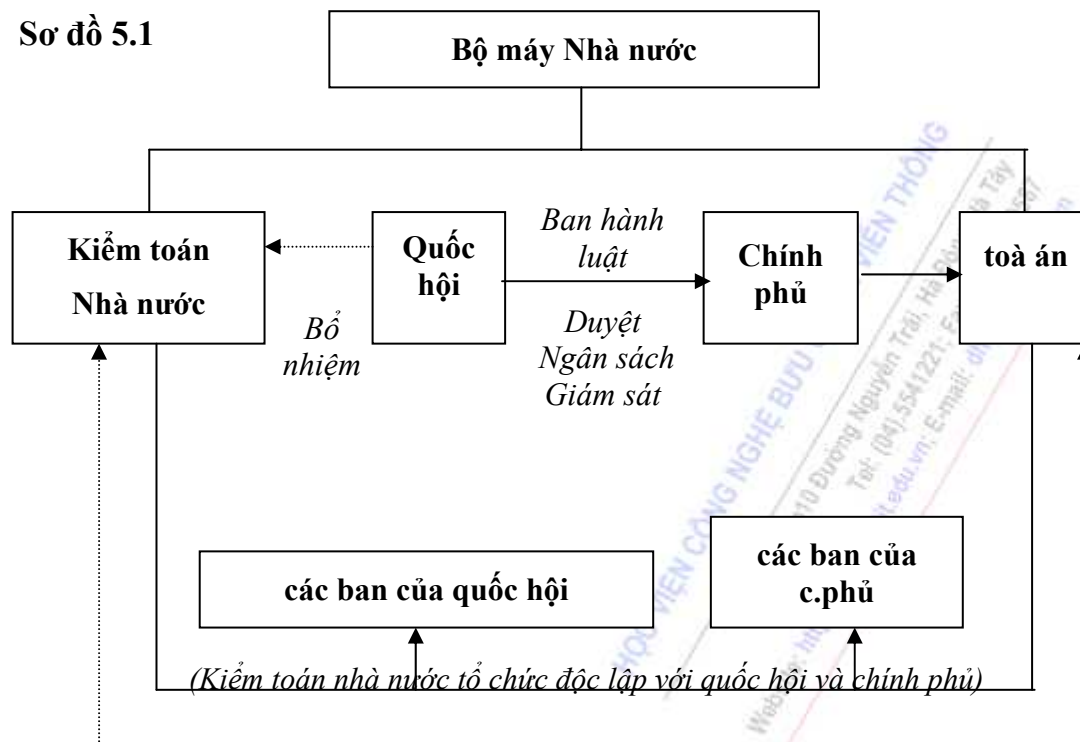 Sơ đồ 5.1
Bộ máy Nhà nước
Kiểm toán
Nhà nước
Bổ
nhiệm
Quốc
hội
Ban hành
luật
Duyệt
Ngân sách
Giám sát
Chính
phủ
toà án
các ban của quốc hội
các ban của
c.phủ
(Kiểm toán nhà nước tổ chức độc lập với quốc hội và chính phủ)